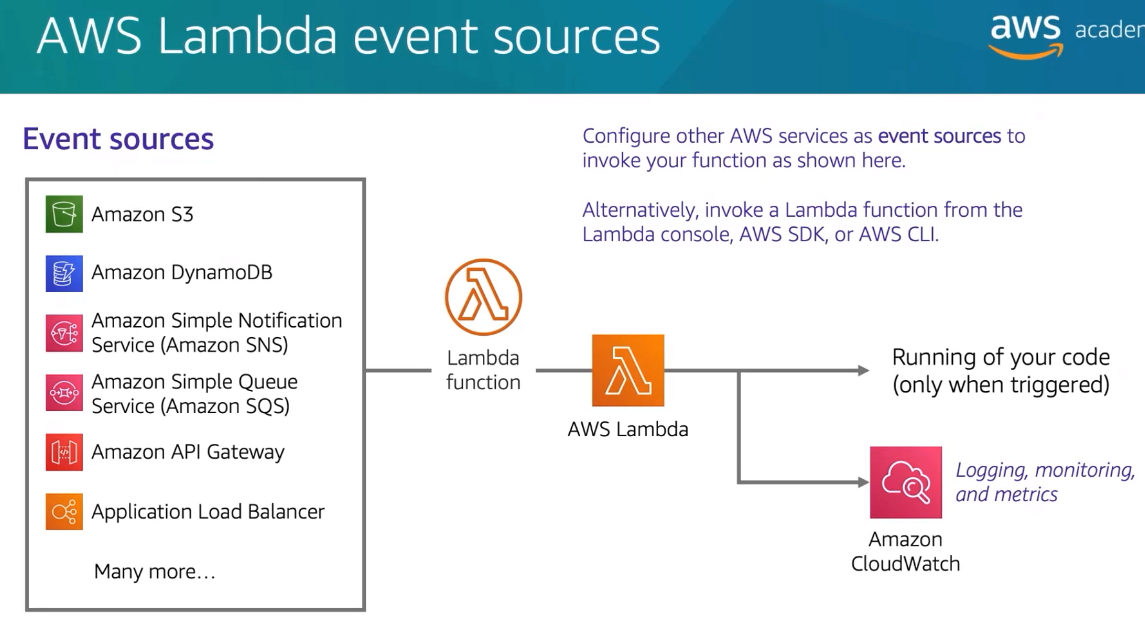 AWS Lambda event sources
aws
Event sources
Amazon S3
Amazon DynamoDB
Amazon Simple Notification
Service (Amazon SNS)
Amazon Simple Queue
Service (Amazon SQS)
Amazon API Gateway
Application Load Balancer
Many more...
Configure other AWS services as event sources to
invoke your function as shown here.
Alternatively, invoke a Lambda function from the
Lambda console, AWS SDK, or AWS CLI.
Lambda
function
AWS Lambda
Running of your code
(only when triggered)
Logging, monitoring,
and metrics
Amazon
CloudWatch